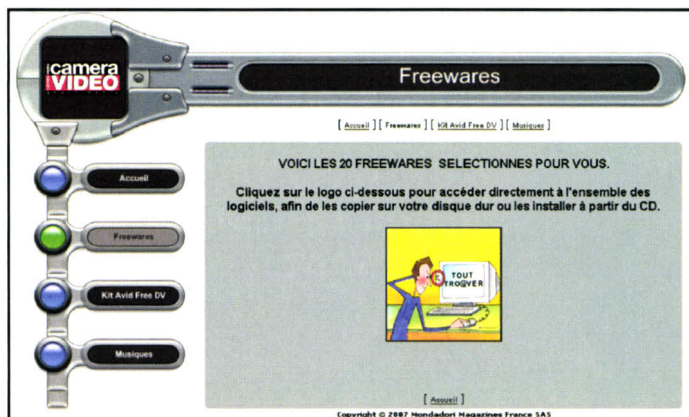 camera
VIDEO
Freewares
[ Accueil ] [ Freewares ] [ Kit Avid Free DV ] [ Musiques ]
Accueil
Freewares
Kit Avid Free DV
Musiques
VOICI LES 20 FREEWARES SELECTIONNES POUR VOUS.
Cliquez sur le logo ci-dessous pour accéder directement à l'ensemble des
logiciels, afin de les copier sur votre disque dur ou les installer à partir du CD.
TOUT
TRO@VER
[ Accueil ]
Copyright © 2007 Mondadori Magazines France SAS